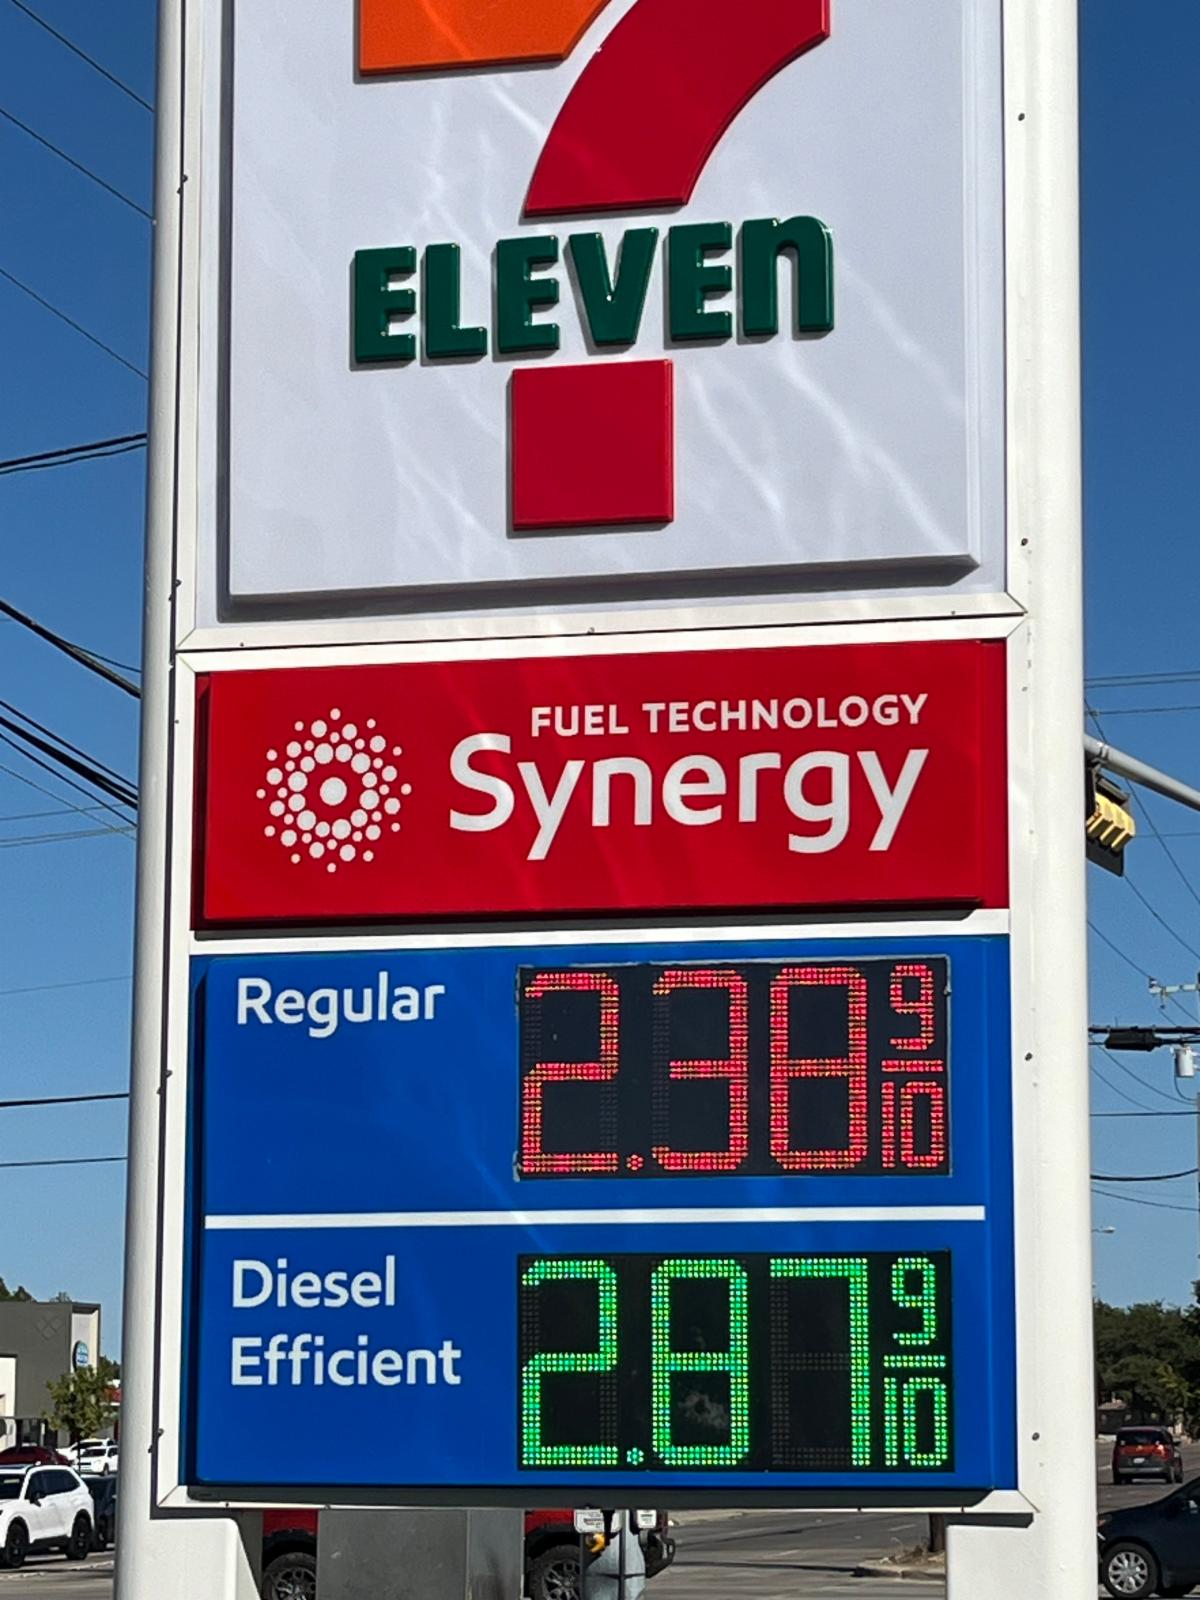 7
ELEVEn
FUEL TECHNOLOGY
Synergy
Regular 2.38 9/10
Diesel
Efficient 2.87 9/10